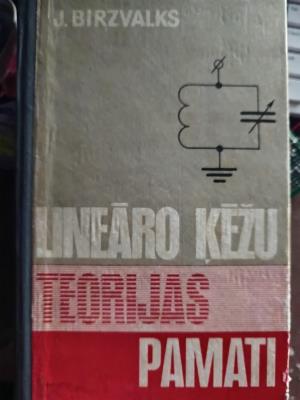 J. BIRZVALKS
LINEĀRO ĶĒŽU
TEORIJAS
PAMATI